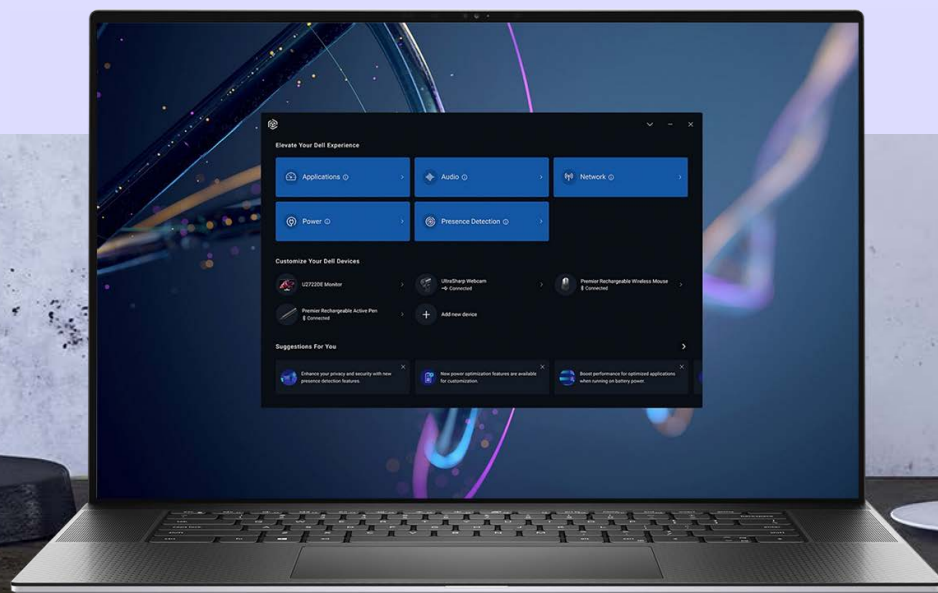 Elevate Your Dell Experience
Applications
Audio
Network
Power
Presence Detection
Customize Your Dell Devices
U2722DE Monitor
UltraSharp Webcam
Connected
Premier Rechargeable Wireless Mouse
Connected
Premier Rechargeable Active Pen
Connected
Add new device
Suggestions For You
Enhance your privacy and security with new
presence detection features.
New power optimization features are available
for customization.
Boost performance for optimized applications
when running on battery power.